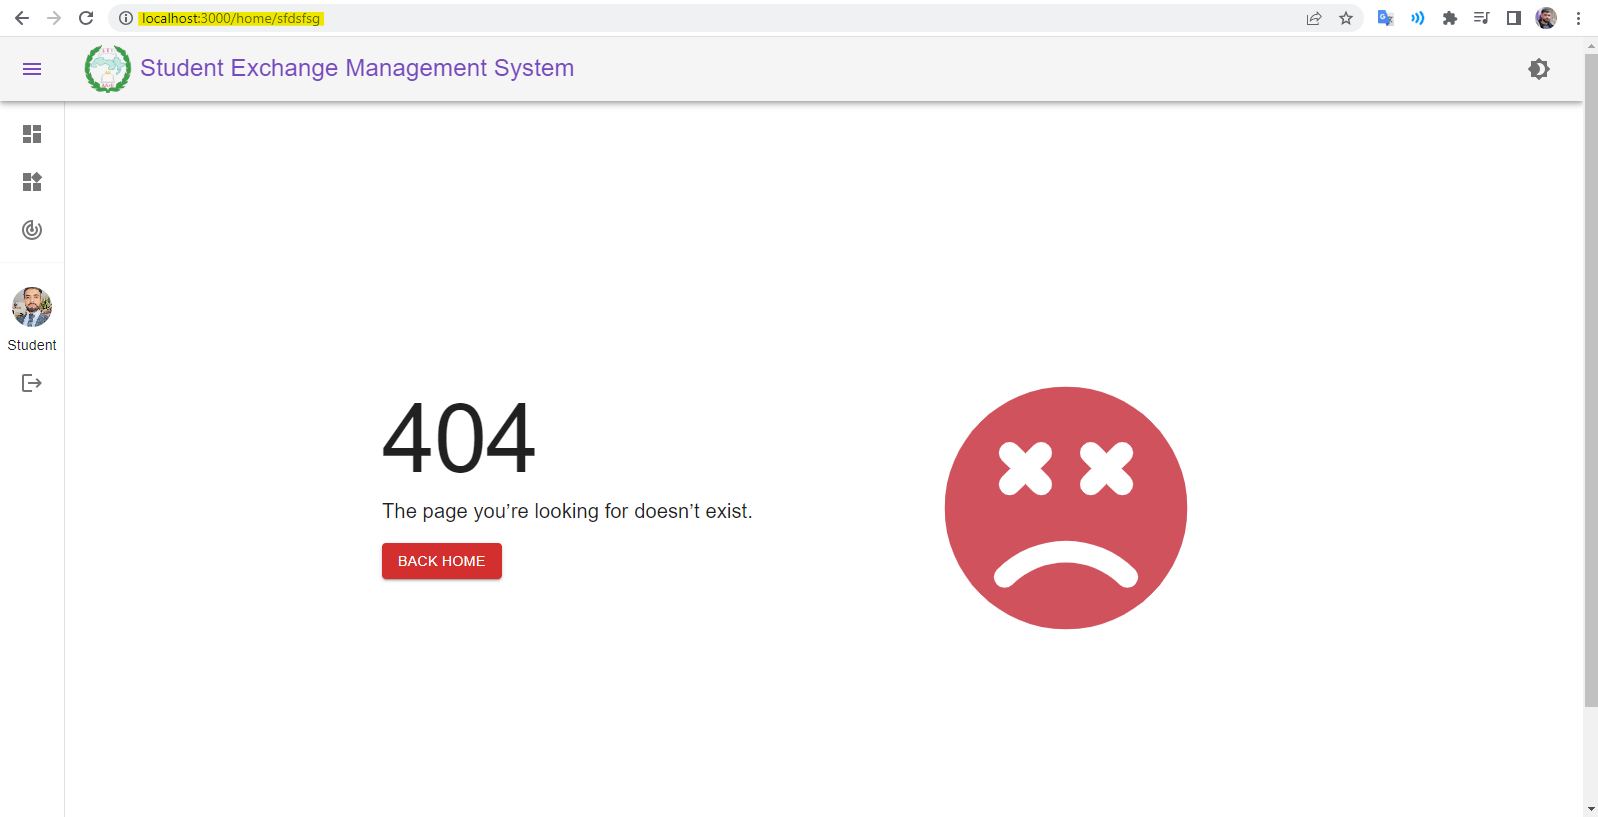 localhost:3000/home/sfdsfsg
Student Exchange Management System
Student
404
The page you’re looking for doesn’t exist.
BACK HOME